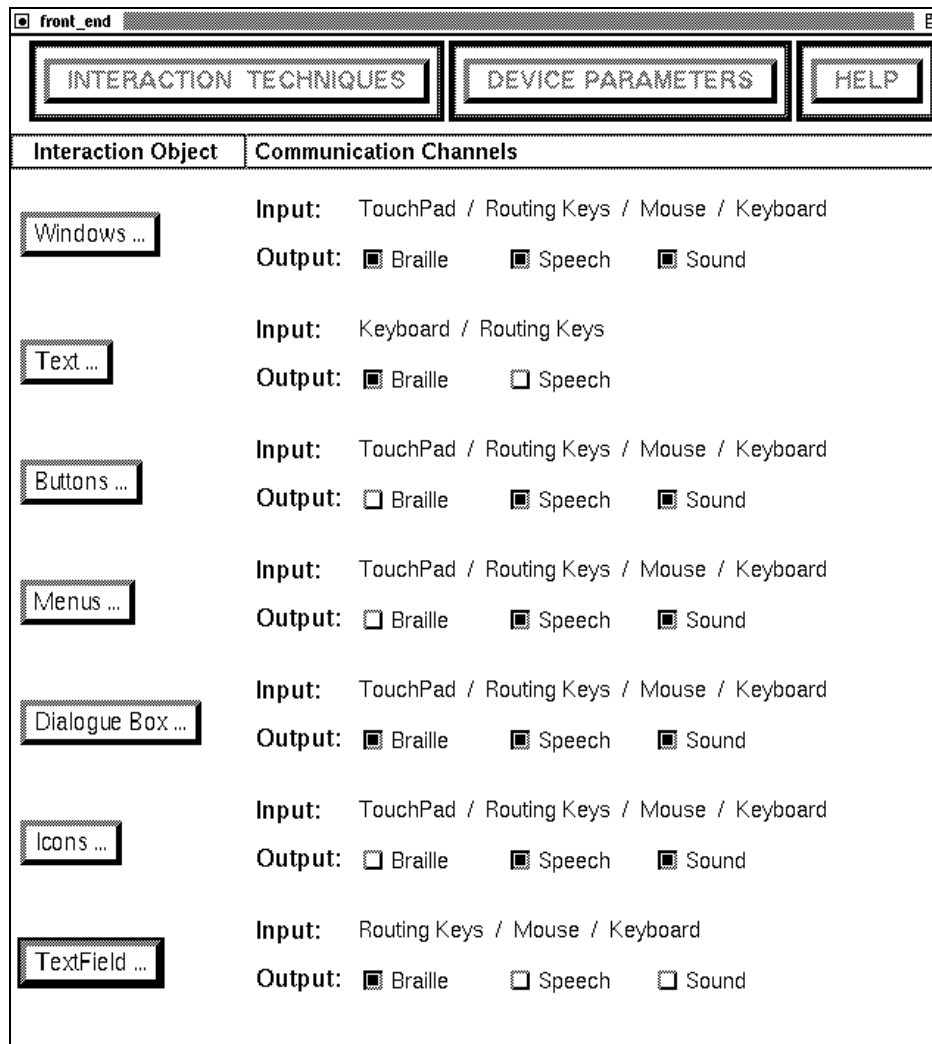 front_end
INTERACTION TECHNIQUES DEVICE PARAMETERS HELP
Interaction Object Communication Channels
Windows ...
Input: TouchPad / Routing Keys / Mouse / Keyboard
Output: Braille Speech Sound
Text ...
Input: Keyboard / Routing Keys
Output: Braille Speech
Buttons ...
Input: TouchPad / Routing Keys / Mouse / Keyboard
Output: Braille Speech Sound
Menus ...
Input: TouchPad / Routing Keys / Mouse / Keyboard
Output: Braille Speech Sound
Dialogue Box ...
Input: TouchPad / Routing Keys / Mouse / Keyboard
Output: Braille Speech Sound
Icons ...
Input: TouchPad / Routing Keys / Mouse / Keyboard
Output: Braille Speech Sound
TextField ...
Input: Routing Keys / Mouse / Keyboard
Output: Braille Speech Sound